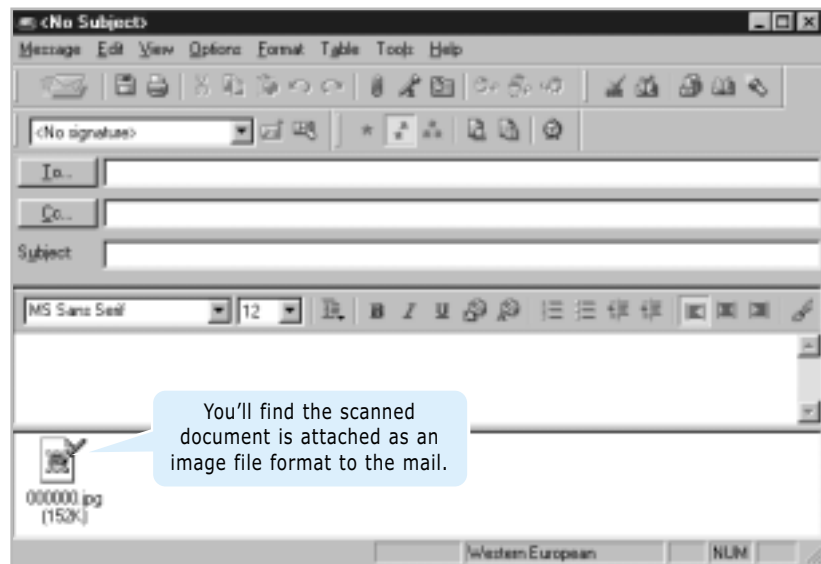 <No Subject>
Message Edit View Options Format Table Tools Help
<No signature>
To...
Cc...
Subject:
MS Sans Serif 12 B I U
You'll find the scanned
document is attached as an
image file format to the mail.
000000.jpg
(152K)
Western European NUM